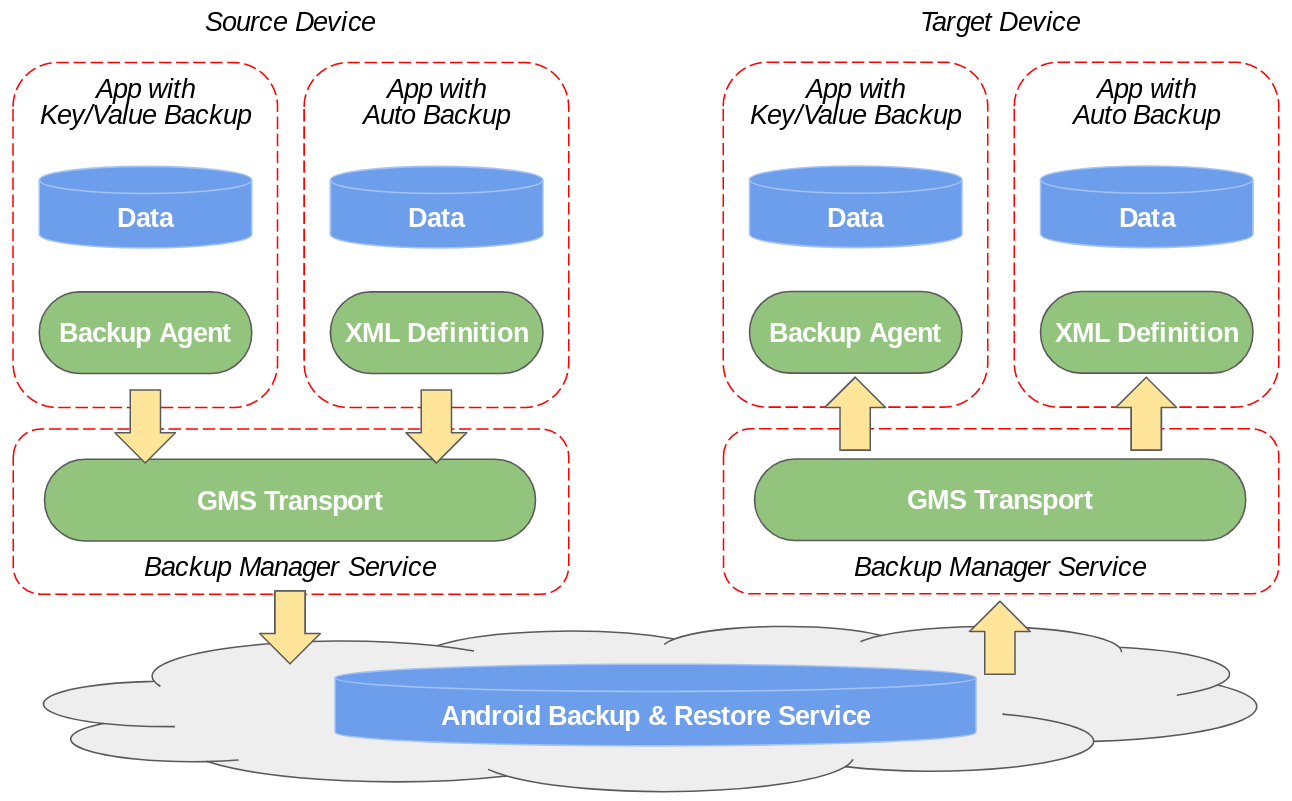 Source Device
Target Device
App with
Key/Value Backup
App with
Auto Backup
App with
Key/Value Backup
App with
Auto Backup
Data
Data
Data
Data
Backup Agent
XML Definition
Backup Agent
XML Definition
GMS Transport
GMS Transport
Backup Manager Service
Backup Manager Service
Android Backup & Restore Service